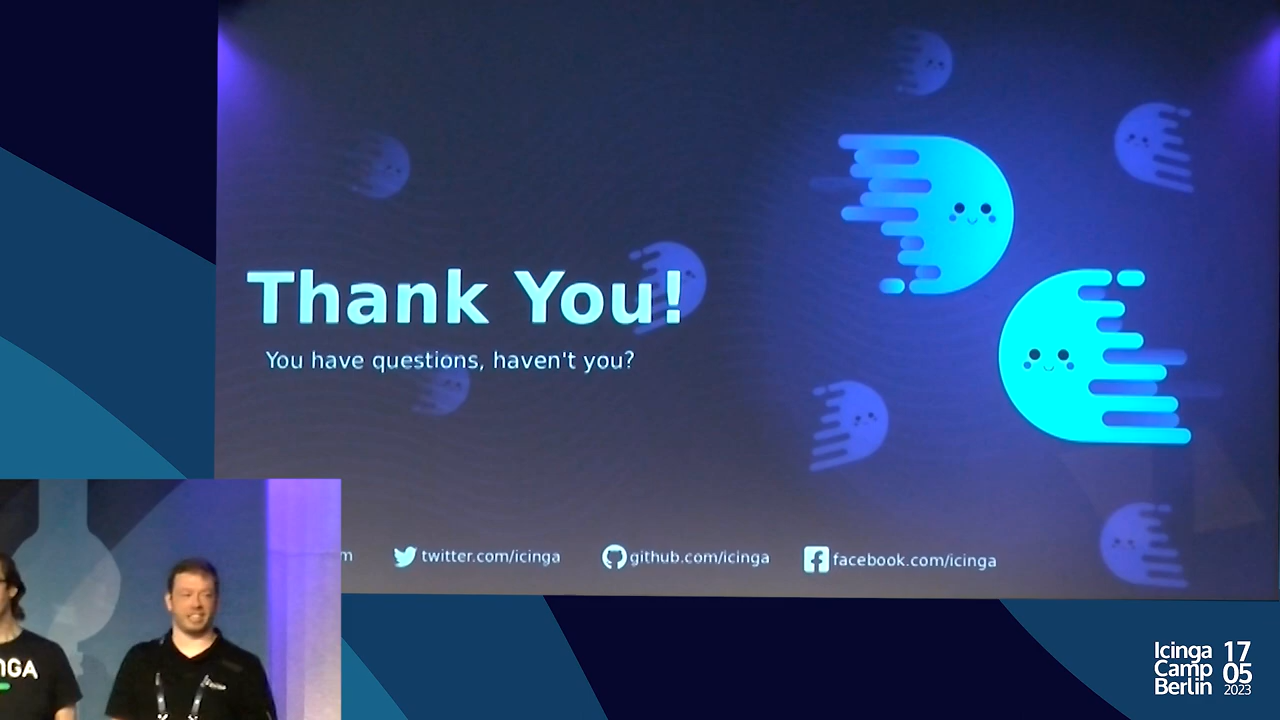 Thank You!
You have questions, haven't you?
m
twitter.com/icinga
github.com/icinga
facebook.com/icinga
NGA
Icinga
Camp
Berlin
17
05
2023